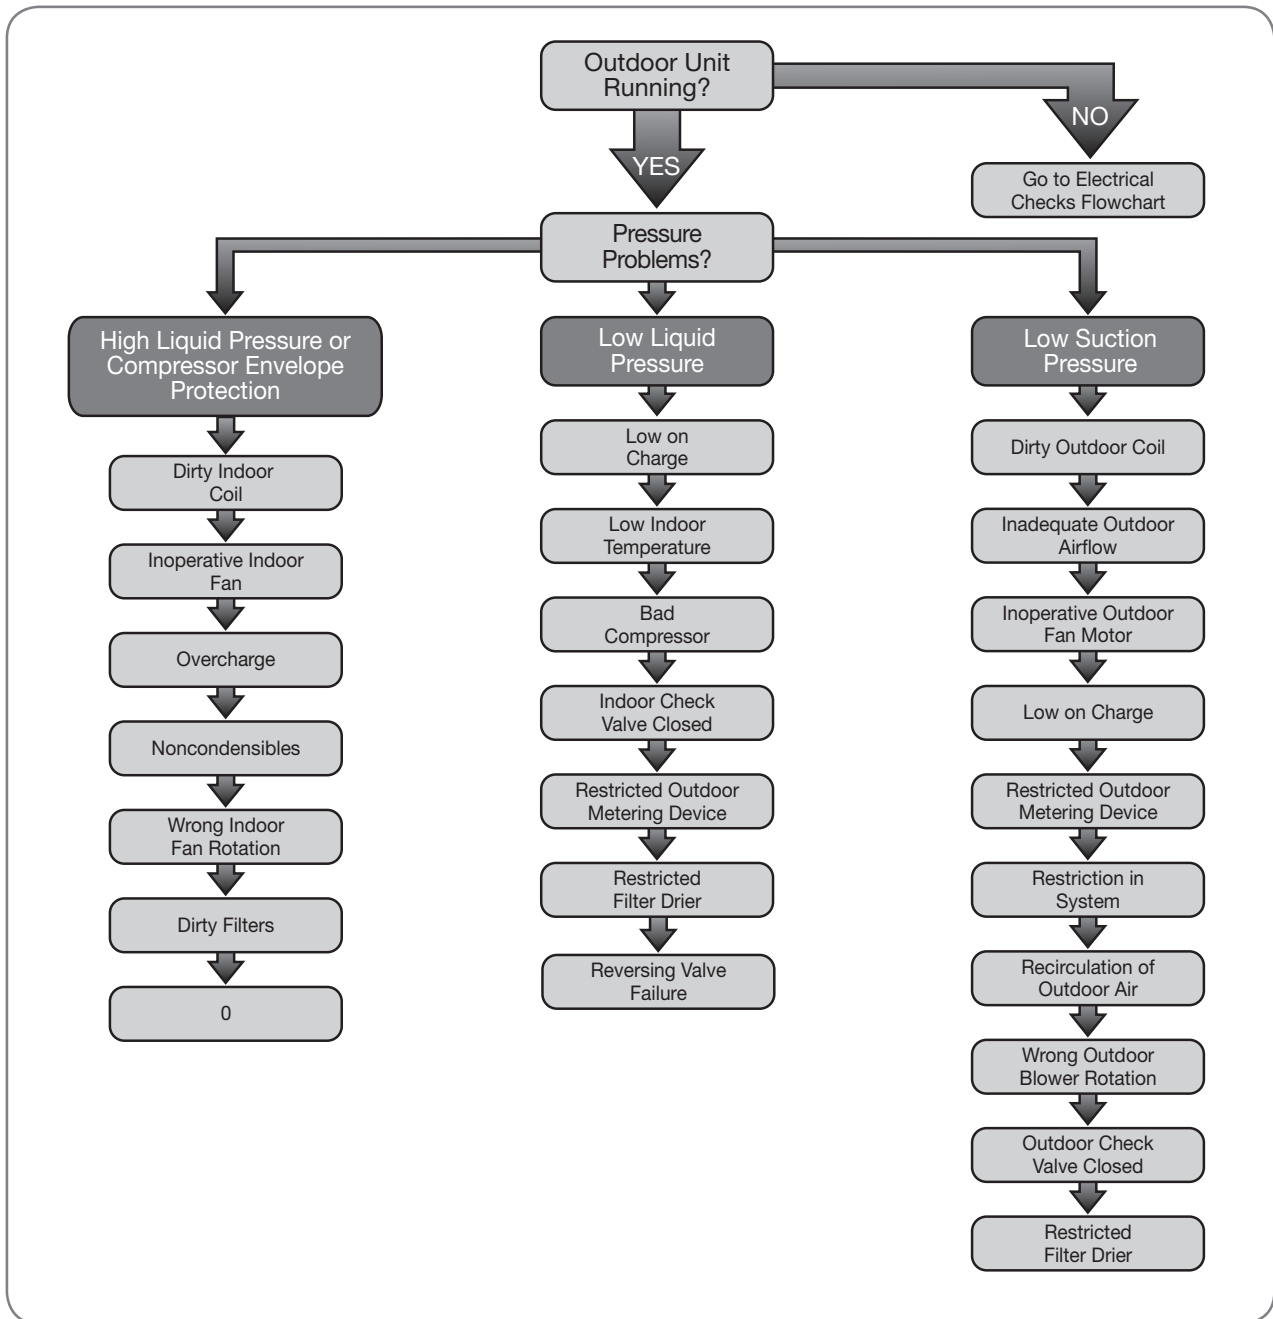 Outdoor Unit
Running?
NO
YES
Go to Electrical
Checks Flowchart
Pressure
Problems?
High Liquid Pressure or
Compressor Envelope
Protection
Dirty Indoor
Coil
Inoperative Indoor
Fan
Overcharge
Noncondensibles
Wrong Indoor
Fan Rotation
Dirty Filters
0
Low Liquid
Pressure
Low on
Charge
Low Indoor
Temperature
Bad
Compressor
Indoor Check
Valve Closed
Restricted Outdoor
Metering Device
Restricted
Filter Drier
Reversing Valve
Failure
Low Suction
Pressure
Dirty Outdoor Coil
Inadequate Outdoor
Airflow
Inoperative Outdoor
Fan Motor
Low on Charge
Restricted Outdoor
Metering Device
Restriction in
System
Recirculation of
Outdoor Air
Wrong Outdoor
Blower Rotation
Outdoor Check
Valve Closed
Restricted
Filter Drier